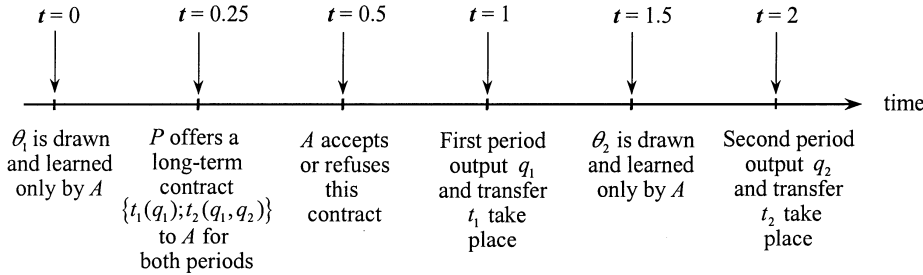 t = 0
t = 0.25
t = 0.5
t = 1
t = 1.5
t = 2
time
θ₁ is drawn
and learned
only by A
P offers a
long-term
contract
{t₁(q₁);t₂(q₁,q₂)}
to A for
both periods
A accepts
or refuses
this
contract
First period
output q₁
and transfer
t₁ take
place
θ₂ is drawn
and learned
only by A
Second period
output q₂
and transfer
t₂ take
place